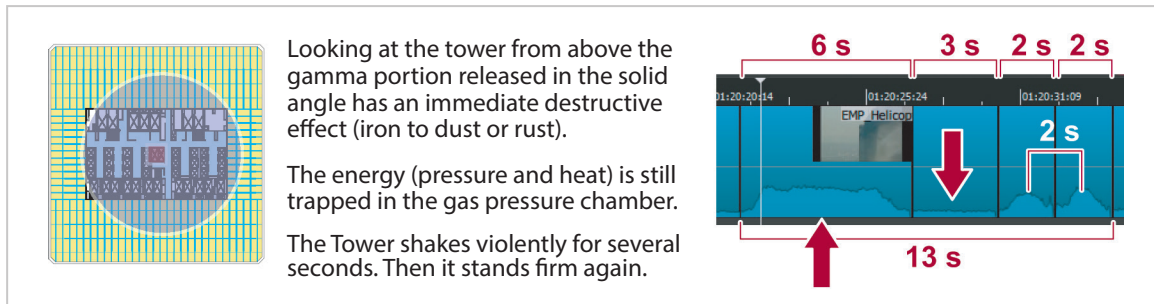 Looking at the tower from above the
gamma portion released in the solid
angle has an immediate destructive
effect (iron to dust or rust).
The energy (pressure and heat) is still
trapped in the gas pressure chamber.
The Tower shakes violently for several
seconds. Then it stands firm again.
6 s 3 s 2 s 2 s
01:20:20:14 01:20:25:24 01:20:31:09
EMP_Helicop
2 s
13 s